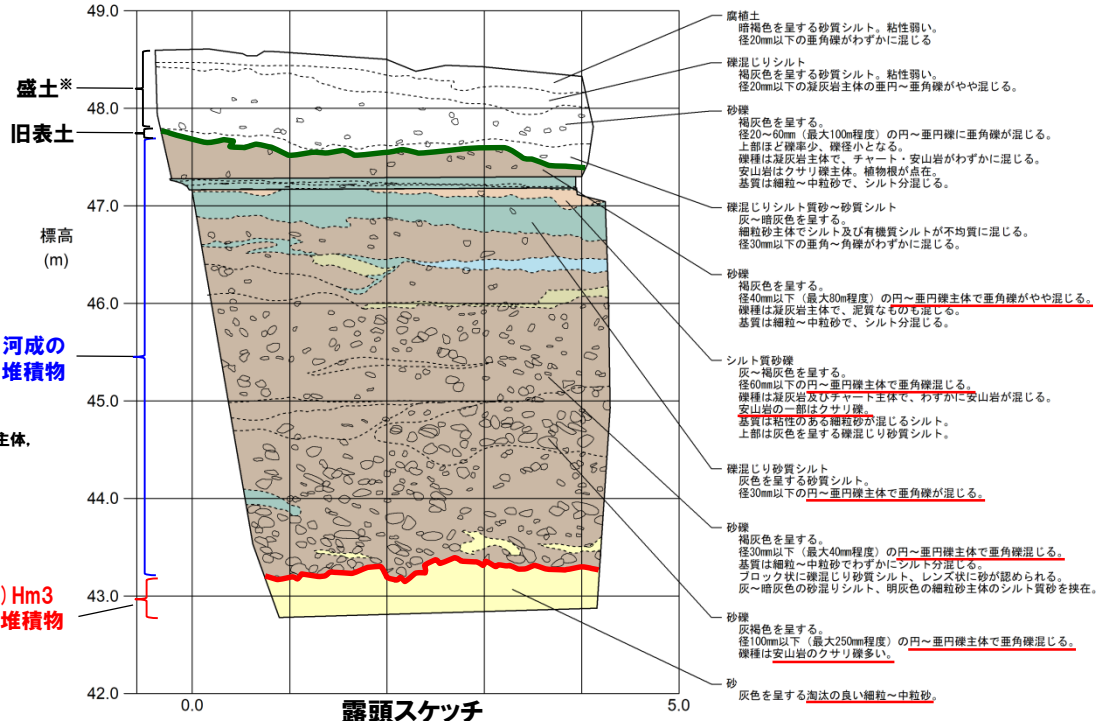 49.0
48.0
47.0
46.0
45.0
44.0
43.0
42.0
標高
(m)
0.0
5.0
露頭スケッチ
盛土※
旧表土
河成の
堆積物
主体,
)Hm3
堆積物
腐植土
暗褐色を呈する砂質シルト。粘性弱い。
径20mm以下の亜角礫がわずかに混じる
礫混じりシルト
褐灰色を呈する砂質シルト。粘性弱い。
径20mm以下の凝灰岩主体の亜円～亜角礫がやや混じる。
砂礫
褐灰色を呈する。
径20～60mm（最大100m程度）の円～亜円礫に亜角礫が混じる。
上部ほど礫率少、礫径小となる。
礫種は凝灰岩主体で、チャート・安山岩がわずかに混じる。
安山岩はクサリ礫主体。植物根が点在。
基質は細粒～中粒砂で、シルト分混じる。
礫混じりシルト質砂～砂質シルト
灰～暗灰色を呈する。
細粒砂主体でシルト及び有機質シルトが不均質に混じる。
径30mm以下の亜角～角礫がわずかに混じる。
砂礫
褐灰色を呈する。
径40mm以下（最大80m程度）の円～亜円礫主体で亜角礫がやや混じる。
礫種は凝灰岩主体で、泥質なものも混じる。
基質は細粒～中粒砂で、シルト分混じる。
シルト質砂礫
灰～褐灰色を呈する。
径60mm以下の円～亜円礫主体で亜角礫混じる。
礫種は凝灰岩及びチャート主体で、わずかに安山岩が混じる。
安山岩の一部はクサリ礫。
基質は粘性のある細粒砂が混じるシルト。
上部は灰色を呈する礫混じり砂質シルト。
礫混じり砂質シルト
灰色を呈する砂質シルト。
径30mm以下の円～亜円礫主体で亜角礫が混じる。
砂礫
褐灰色を呈する。
径30mm以下（最大40mm程度）の円～亜円礫主体で亜角礫混じる。
基質は細粒～中粒砂でわずかにシルト分混じる。
ブロック状に礫混じり砂質シルト、レンズ状に砂が認められる。
灰～暗灰色の砂混りシルト、明灰色の細粒砂主体のシルト質砂を挟在。
砂礫
灰褐色を呈する。
径100mm以下（最大250mm程度）の円～亜円礫主体で亜角礫混じる。
礫種は安山岩のクサリ礫多い。
砂
灰色を呈する淘汰の良い細粒～中粒砂。